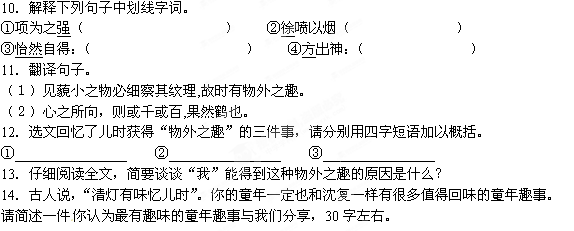 10. 解释下列句子中划线字词。
①项为之强（　　　　　　　　　）　②徐喷以烟（　　　　　　　　　　）
③怡然自得:（　　　　　　　　　）　④方出神:（　　　　　　　　　）
11. 翻译句子。
（1）见藐小之物必细察其纹理,故时有物外之趣。
（2）心之所向，则或千或百,果然鹤也。
12. 选文回忆了儿时获得“物外之趣”的三件事，请分别用四字短语加以概括。
①______________　②______________　③______________
13. 仔细阅读全文，简要谈谈“我”能得到这种物外之趣的原因是什么？
14. 古人说，“清灯有味忆儿时”。你的童年一定也和沈复一样有很多值得回味的童年趣事。
请简述一件你认为最有趣味的童年趣事与我们分享，30字左右。